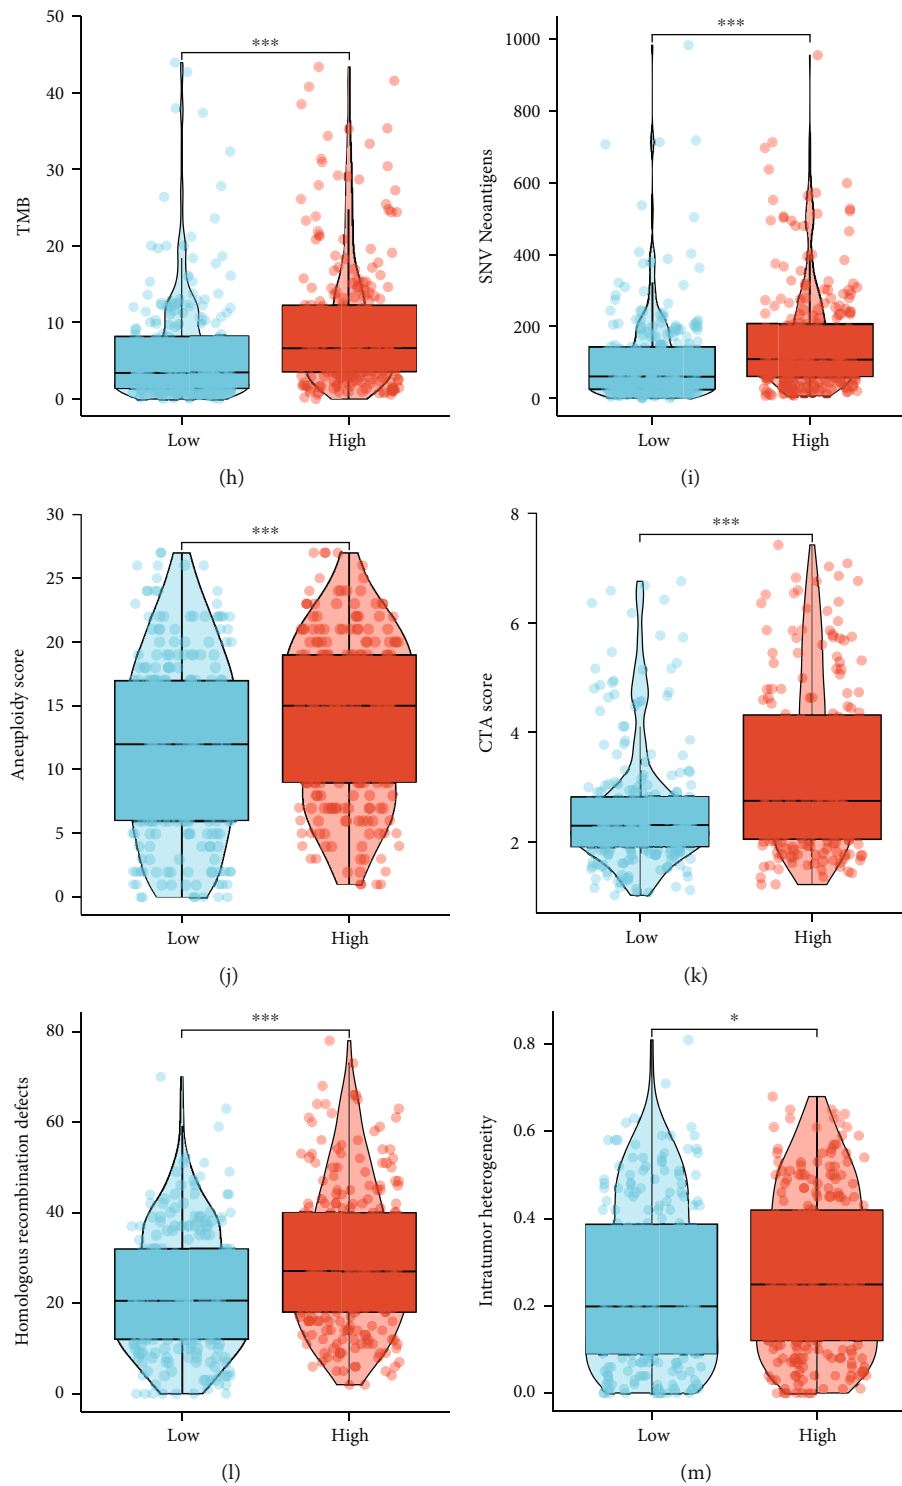 50
40
30
20
10
0
TMB
***
Low
High
(h)
1000
800
600
400
200
0
SNV Neoantigens
***
Low
High
(i)
30
25
20
15
10
5
0
Aneuploidy score
***
Low
High
(j)
8
6
4
2
CTA score
***
Low
High
(k)
80
60
40
20
0
Homologous recombination defects
***
Low
High
(l)
0.8
0.6
0.4
0.2
0.0
Intratumor heterogeneity
*
Low
High
(m)